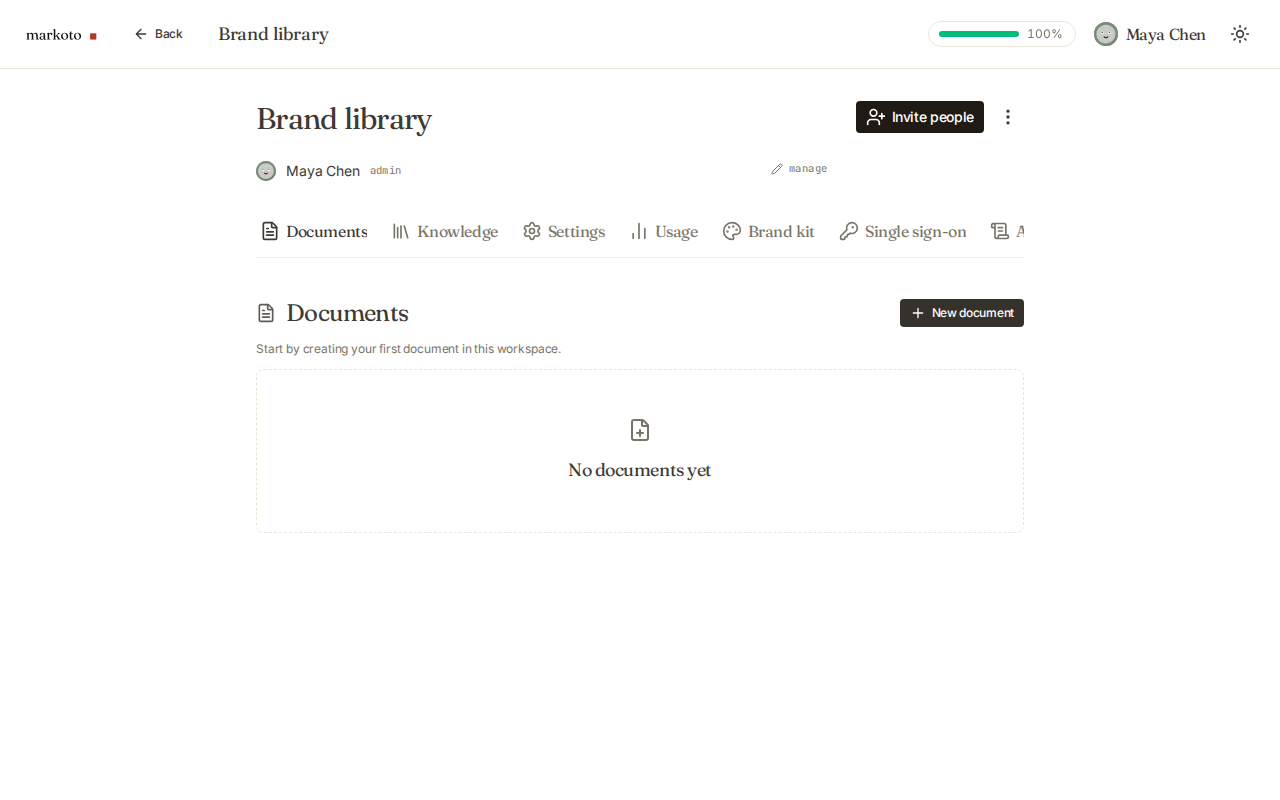 markoto
Back
Brand library
100%
Maya Chen
Brand library
Invite people
Maya Chen admin
manage
Documents
Knowledge
Settings
Usage
Brand kit
Single sign-on
Documents
New document
Start by creating your first document in this workspace.
No documents yet